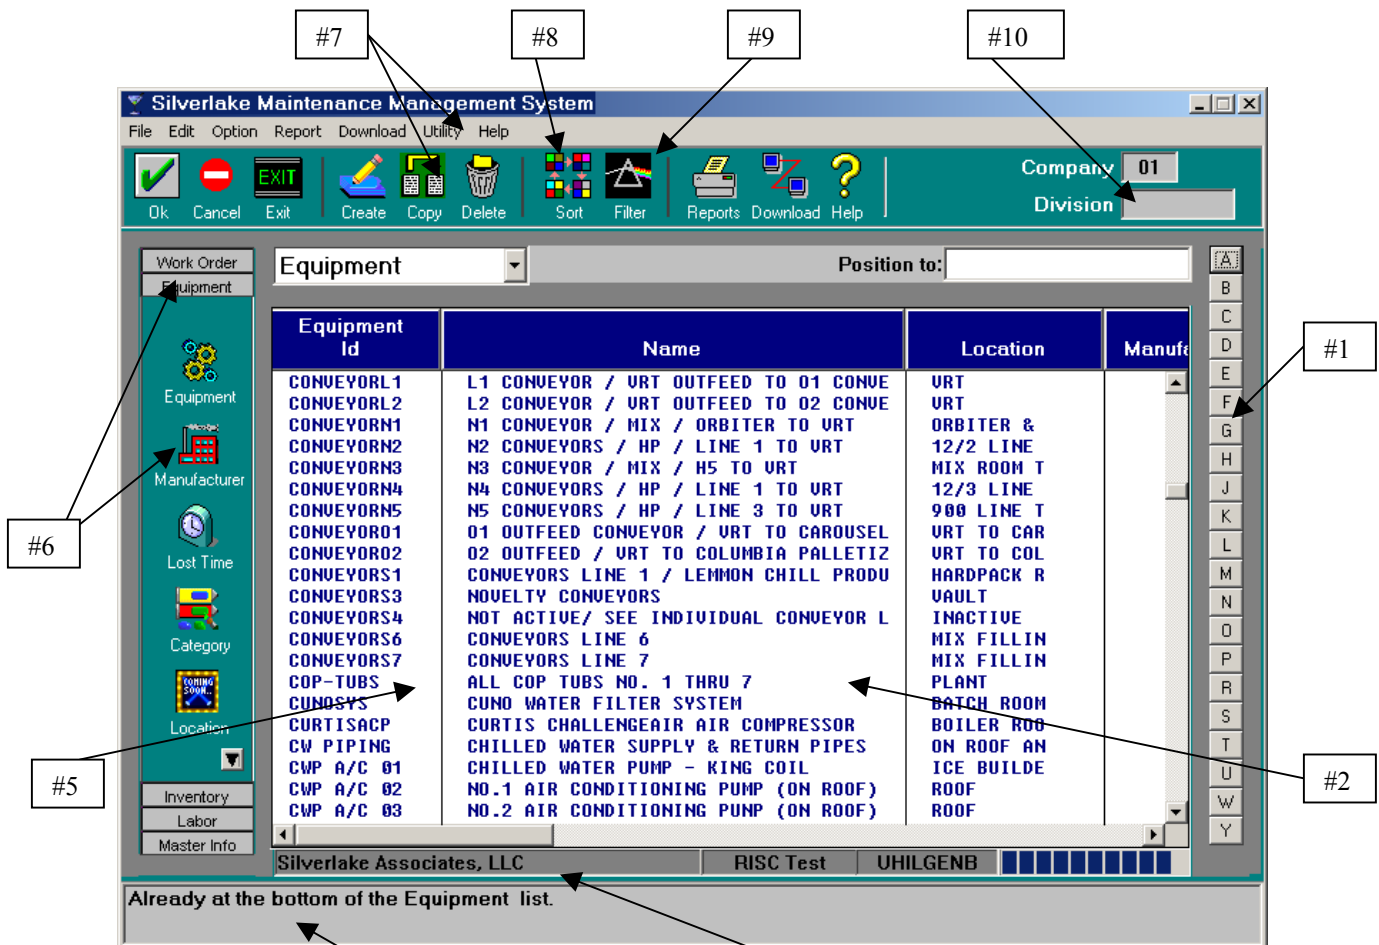 #7
#8
#9
#10
Silverlake Maintenance Management System
File Edit Option Report Download Utility Help
Ok Cancel EXIT Exit Create Copy Delete Sort Filter Reports Download Help
Company 01
Division
Work Order
Equipment
Equipment
Position to:
Equipment Id Name Location Manufa
CONVEYORL1 L1 CONVEYOR / VRT OUTFEED TO O1 CONVE VRT
CONVEYORL2 L2 CONVEYOR / VRT OUTFEED TO O2 CONVE VRT
CONVEYORN1 N1 CONVEYOR / MIX / ORBITER TO VRT ORBITER &
CONVEYORN2 N2 CONVEYORS / HP / LINE 1 TO VRT 12/2 LINE
CONVEYORN3 N3 CONVEYOR / MIX / H5 TO VRT MIX ROOM T
CONVEYORN4 N4 CONVEYORS / HP / LINE 1 TO VRT 12/3 LINE
CONVEYORN5 N5 CONVEYORS / HP / LINE 3 TO VRT 900 LINE T
CONVEYORO1 O1 OUTFEED CONVEYOR / VRT TO CAROUSEL VRT TO CAR
CONVEYORO2 O2 OUTFEED / VRT TO COLUMBIA PALLETIZ VRT TO COL
CONVEYORS1 CONVEYORS LINE 1 / LEMMON CHILL PRODU HARDPACK R
CONVEYORS3 NOVELTY CONVEYORS VAULT
CONVEYORS4 NOT ACTIVE/ SEE INDIVIDUAL CONVEYOR L INACTIVE
CONVEYORS6 CONVEYORS LINE 6 MIX FILLIN
CONVEYORS7 CONVEYORS LINE 7 MIX FILLIN
COP-TUBS ALL COP TUBS NO. 1 THRU 7 PLANT
CUNOSYS CUNO WATER FILTER SYSTEM BATCH ROOM
CURTISACP CURTIS CHALLENGEAIR AIR COMPRESSOR BOILER ROO
CW PIPING CHILLED WATER SUPPLY & RETURN PIPES ON ROOF AN
CWP A/C 01 CHILLED WATER PUMP - KING COIL ICE BUILDE
CWP A/C 02 NO.1 AIR CONDITIONING PUMP (ON ROOF) ROOF
CWP A/C 03 NO.2 AIR CONDITIONING PUNP (ON ROOF) ROOF
Equipment
Manufacturer
Lost Time
Category
COMING SOON..
Location
Inventory
Labor
Master Info
A
B
C
D
E
F
G
H
J
K
L
M
N
O
P
R
S
T
U
W
Y
#1
#6
#5
#2
Silverlake Associates, LLC RISC Test UHILGENB
Already at the bottom of the Equipment list.